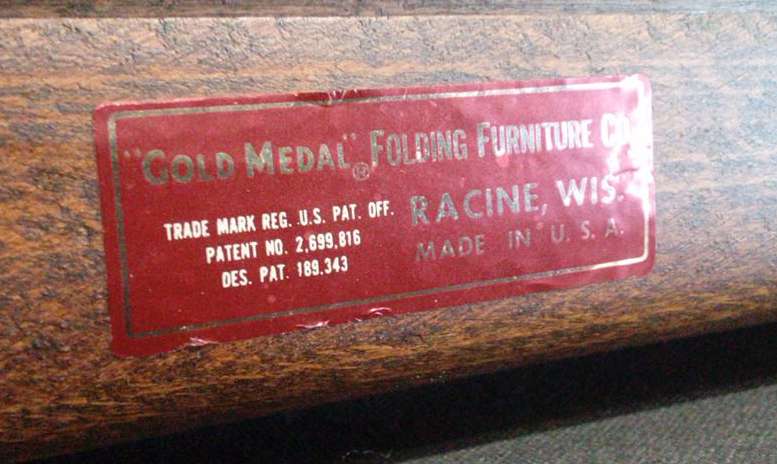 "GOLD MEDAL"® FOLDING FURNITURE CO.
TRADE MARK REG. U.S. PAT. OFF.
PATENT NO. 2,699,816
DES. PAT. 189,343
RACINE, WIS.
MADE IN U. S. A.